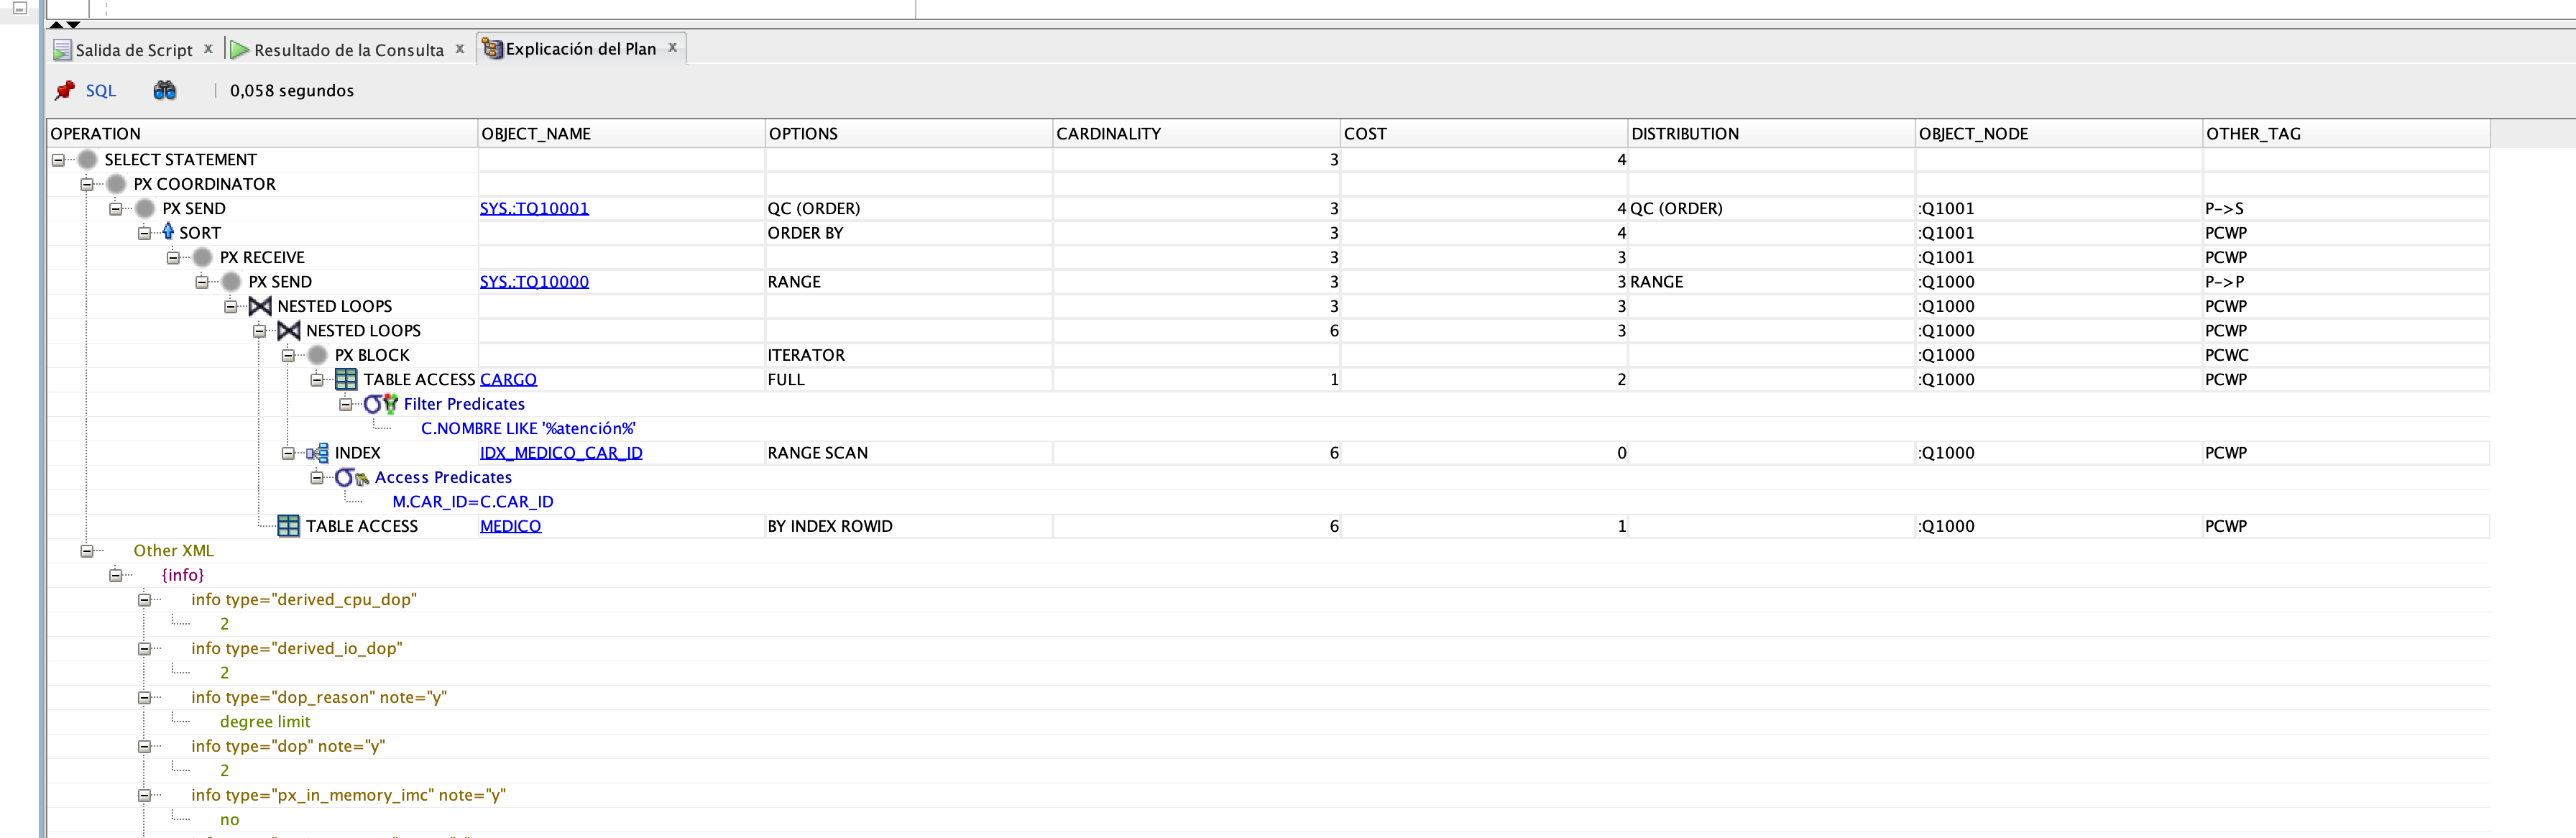 Salida de Script x Resultado de la Consulta x Explicación del Plan x
SQL 0,058 segundos
OPERATION OBJECT_NAME OPTIONS CARDINALITY COST DISTRIBUTION OBJECT_NODE OTHER_TAG
SELECT STATEMENT 3 4
PX COORDINATOR
PX SEND SYS.:TQ10001 QC (ORDER) 3 4 QC (ORDER) :Q1001 P->S
SORT ORDER BY 3 4 :Q1001 PCWP
PX RECEIVE 3 3 :Q1001 PCWP
PX SEND SYS.:TQ10000 RANGE 3 3 RANGE :Q1000 P->P
NESTED LOOPS 3 3 :Q1000 PCWP
NESTED LOOPS 6 3 :Q1000 PCWP
PX BLOCK ITERATOR :Q1000 PCWC
TABLE ACCESS CARGO FULL 1 2 :Q1000 PCWP
Filter Predicates
C.NOMBRE LIKE '%atención%'
INDEX IDX_MEDICO_CAR_ID RANGE SCAN 6 0 :Q1000 PCWP
Access Predicates
M.CAR_ID=C.CAR_ID
TABLE ACCESS MEDICO BY INDEX ROWID 6 1 :Q1000 PCWP
Other XML
{info}
info type="derived_cpu_dop"
2
info type="derived_io_dop"
2
info type="dop_reason" note="y"
degree limit
info type="dop" note="y"
2
info type="px_in_memory_imc" note="y"
no